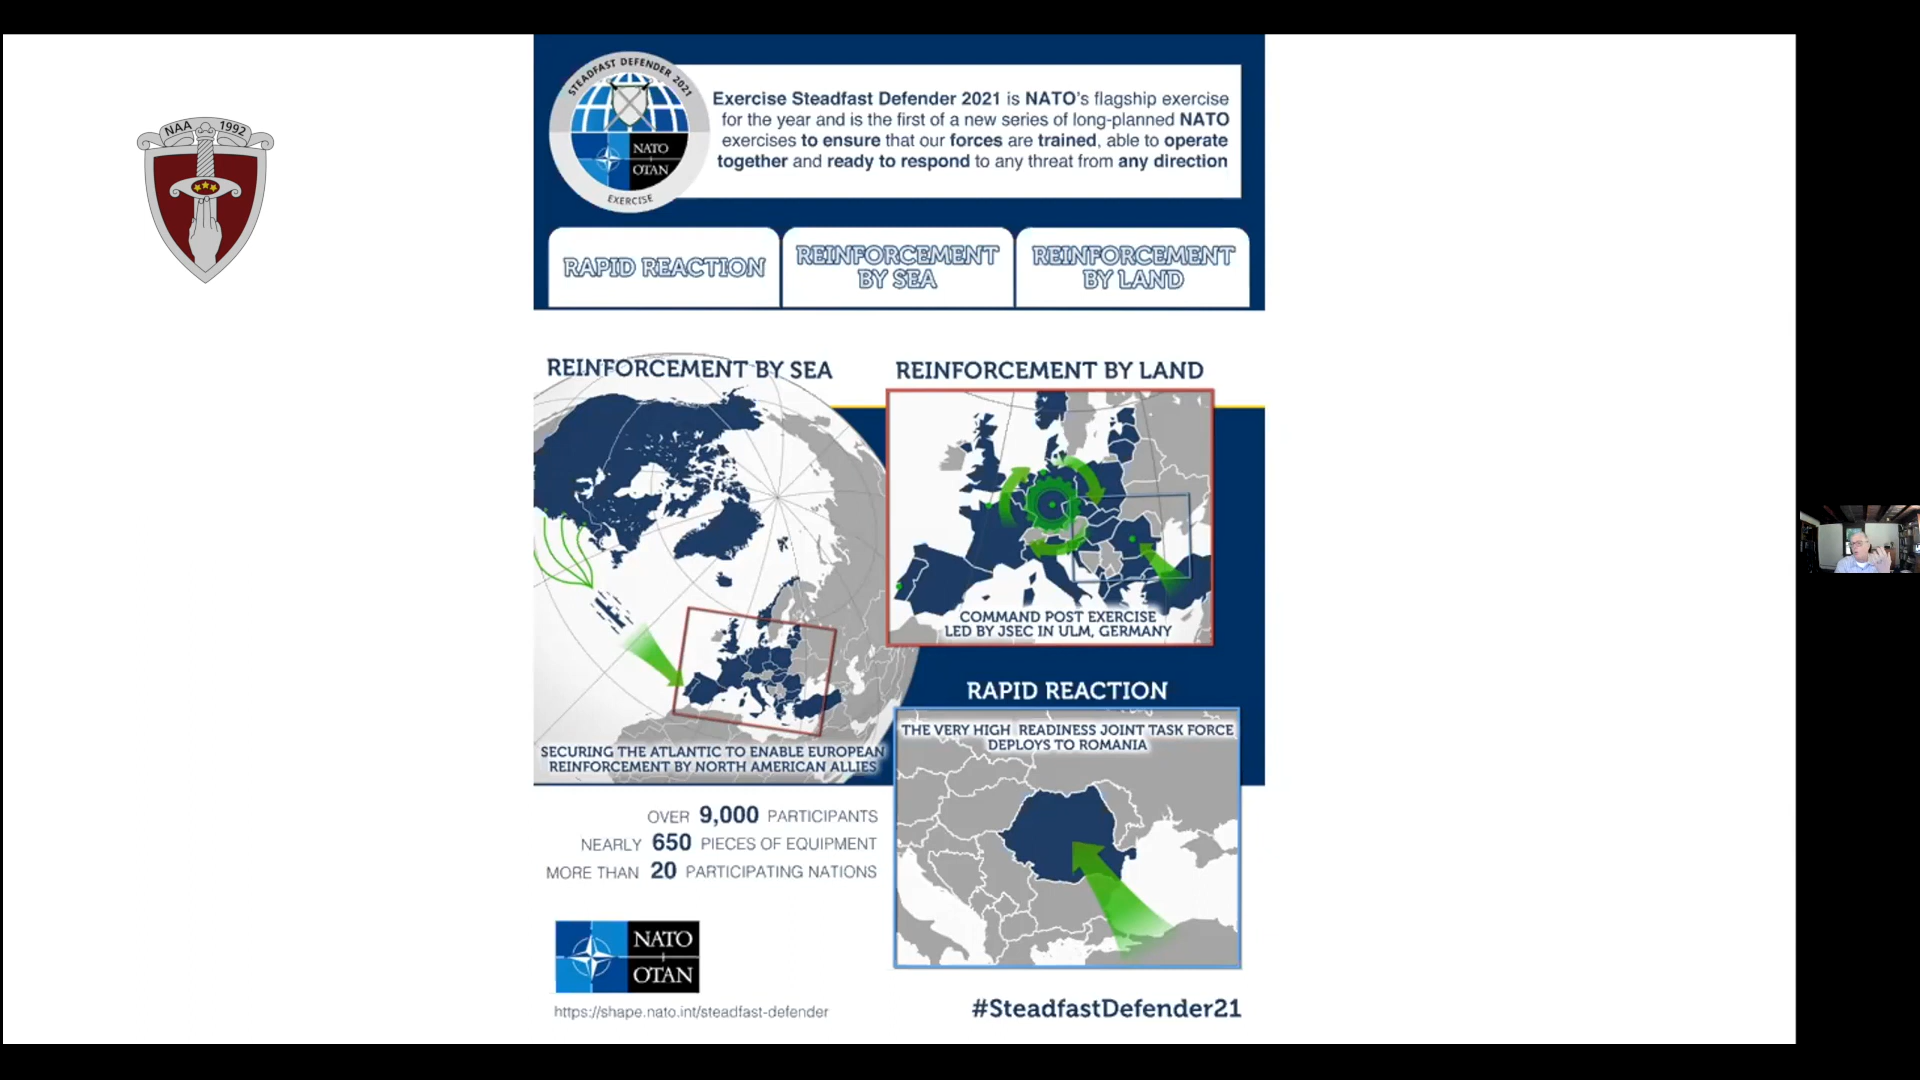 NAA 1992
STEADFAST DEFENDER 2021
NATO
OTAN
EXERCISE
Exercise Steadfast Defender 2021 is NATO's flagship exercise
for the year and is the first of a new series of long-planned NATO
exercises to ensure that our forces are trained, able to operate
together and ready to respond to any threat from any direction
RAPID REACTION
REINFORCEMENT
BY SEA
REINFORCEMENT
BY LAND
REINFORCEMENT BY SEA
SECURING THE ATLANTIC TO ENABLE EUROPEAN
REINFORCEMENT BY NORTH AMERICAN ALLIES
REINFORCEMENT BY LAND
COMMAND POST EXERCISE
LED BY JSEC IN ULM, GERMANY
RAPID REACTION
THE VERY HIGH READINESS JOINT TASK FORCE
DEPLOYS TO ROMANIA
OVER 9,000 PARTICIPANTS
NEARLY 650 PIECES OF EQUIPMENT
MORE THAN 20 PARTICIPATING NATIONS
NATO
OTAN
https://shape.nato.int/steadfast-defender
#SteadfastDefender21